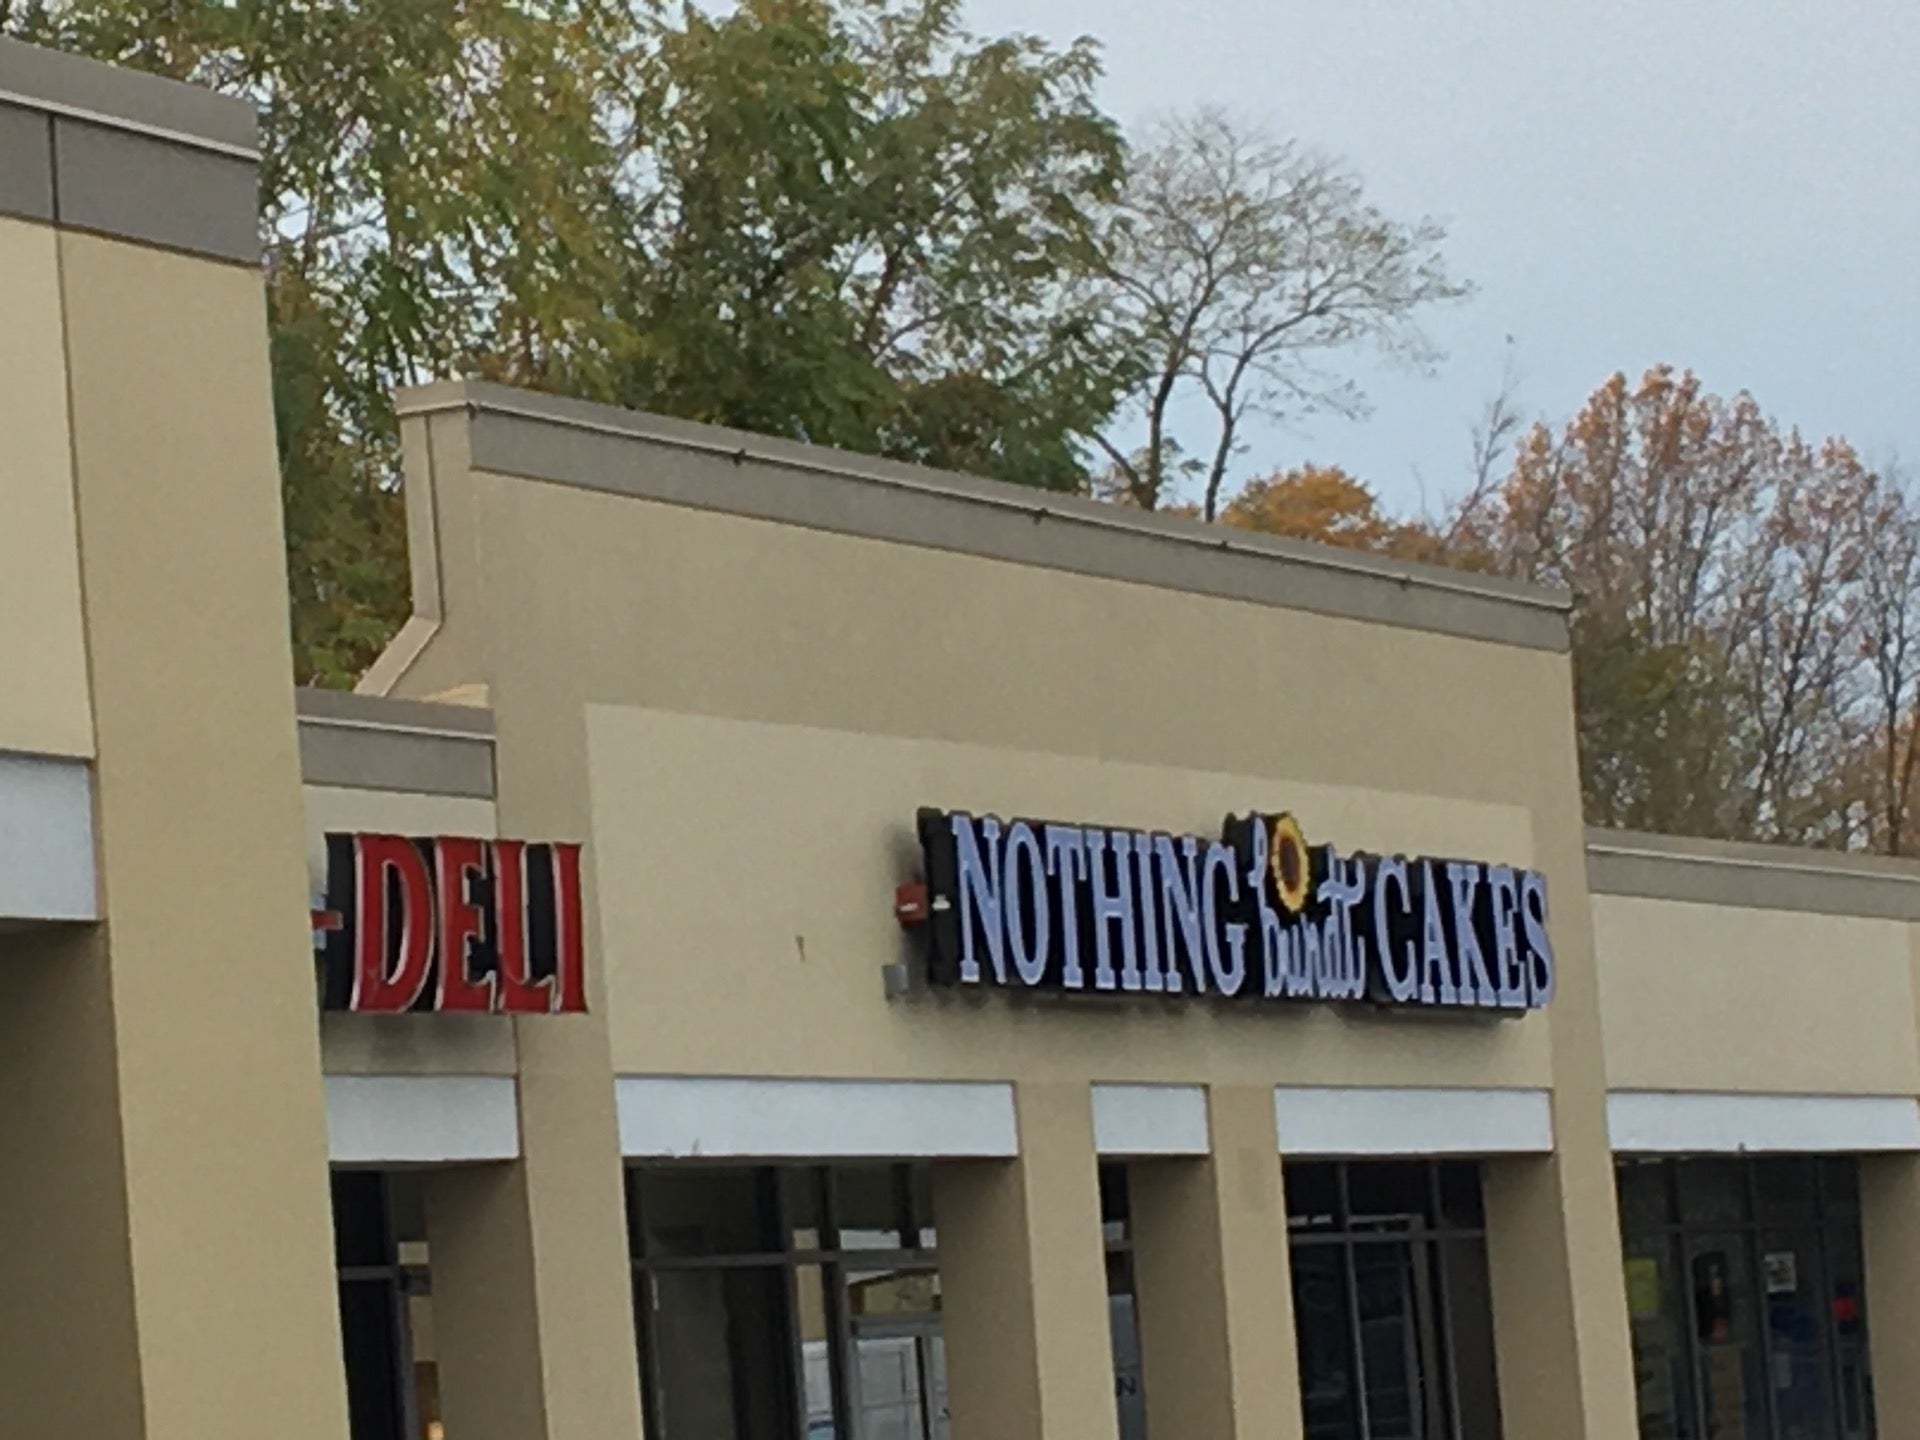 DELI
NOTHING bundt CAKES